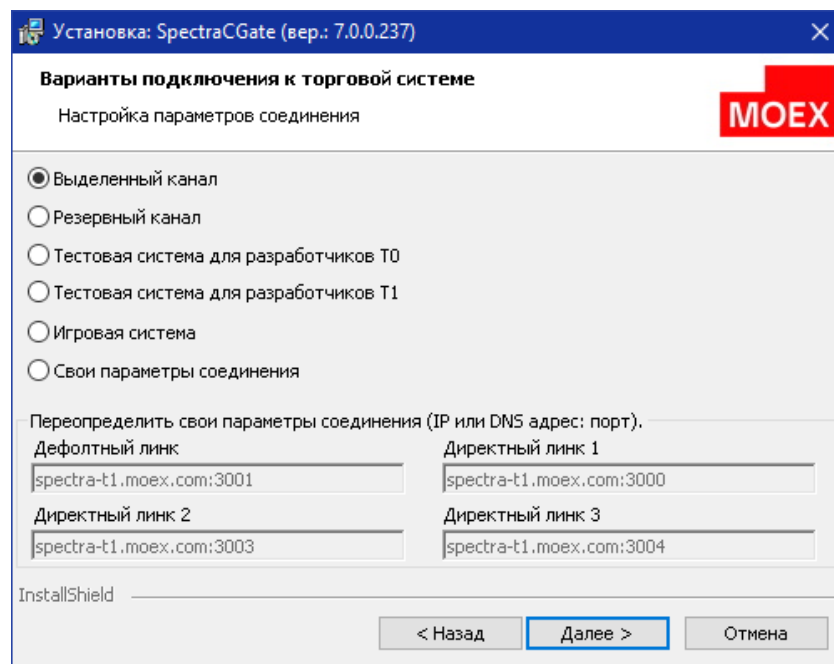 Установка: SpectraCGate (вер.: 7.0.0.237)
Варианты подключения к торговой системе
Настройка параметров соединения
MOEX
Выделенный канал
Резервный канал
Тестовая система для разработчиков T0
Тестовая система для разработчиков T1
Игровая система
Свои параметры соединения
Переопределить свои параметры соединения (IP или DNS адрес: порт).
Дефолтный линк
Директный линк 1
spectra-t1.moex.com:3001
spectra-t1.moex.com:3000
Директный линк 2
Директный линк 3
spectra-t1.moex.com:3003
spectra-t1.moex.com:3004
InstallShield
< Назад
Далее >
Отмена